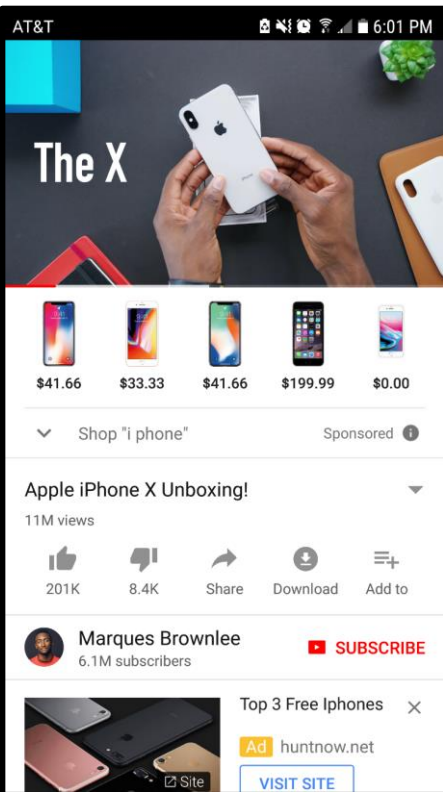 AT&T 6:01 PM
The X
$41.66 $33.33 $41.66 $199.99 $0.00
Shop "i phone" Sponsored
Apple iPhone X Unboxing!
11M views
201K 8.4K Share Download Add to
Marques Brownlee
6.1M subscribers
SUBSCRIBE
Top 3 Free Iphones
Ad huntnow.net
Site
VISIT SITE